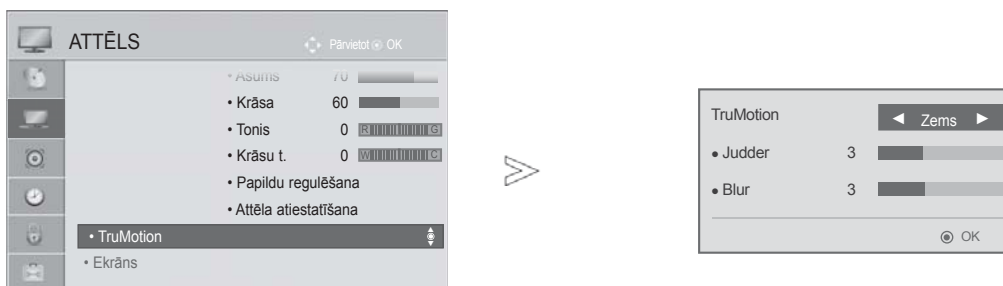 ATTĒLS
Pārvietot OK
• Asums 70
• Krāsa 60
• Tonis 0 R G
• Krāsu t. 0 W C
• Papildu regulēšana
• Attēla atiestatīšana
• TruMotion
• Ekrāns
TruMotion ◄ Zems ►
• Judder 3
• Blur 3
OK